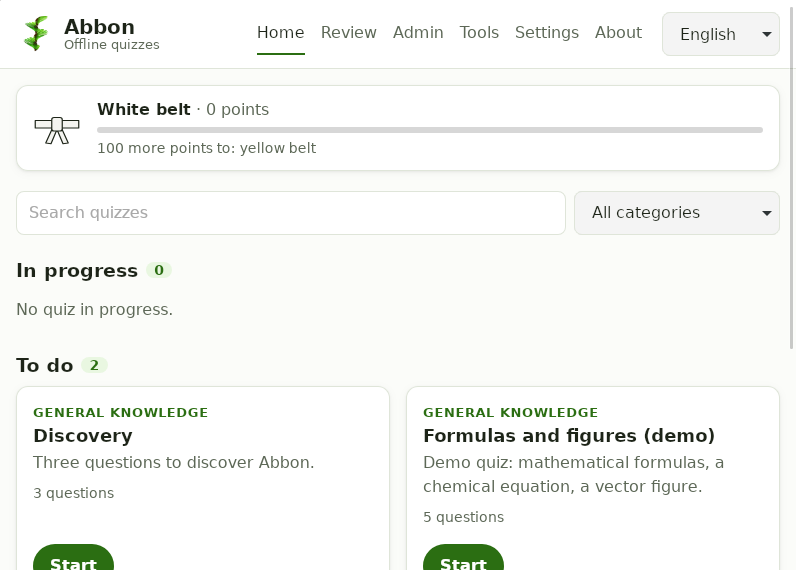 Abbon
Offline quizzes
Home Review Admin Tools Settings About
English
White belt · 0 points
100 more points to: yellow belt
Search quizzes
All categories
In progress 0
No quiz in progress.
To do 2
GENERAL KNOWLEDGE
Discovery
Three questions to discover Abbon.
3 questions
Start
GENERAL KNOWLEDGE
Formulas and figures (demo)
Demo quiz: mathematical formulas, a
chemical equation, a vector figure.
5 questions
Start